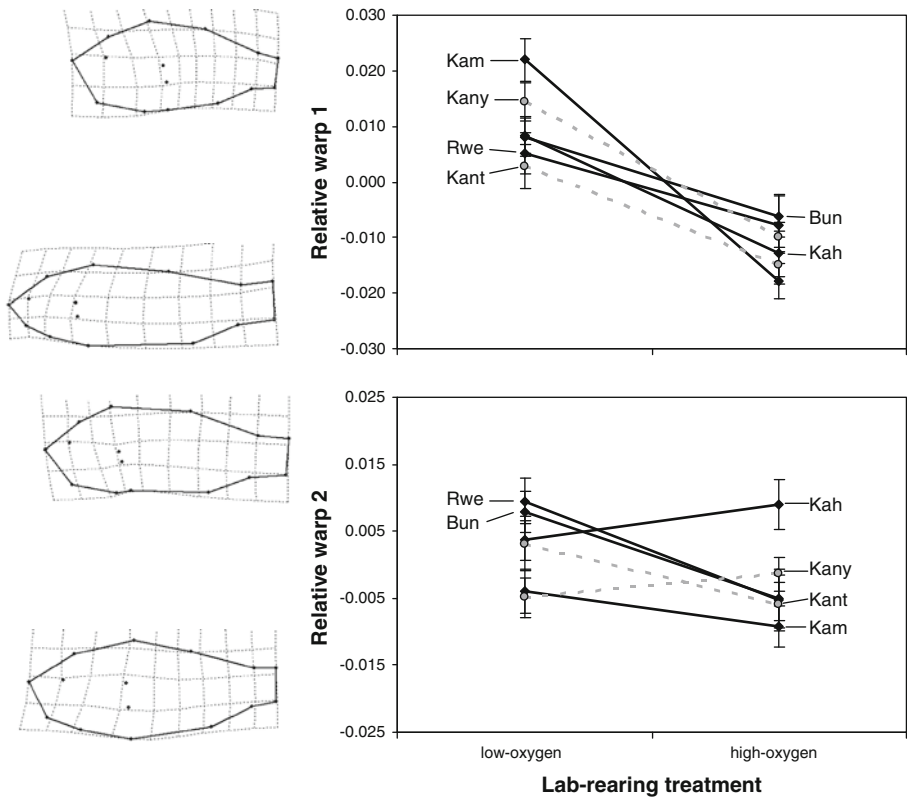 0.030
0.020
0.010
0.000
-0.010
-0.020
-0.030
Relative warp 1
Kam
Kany
Rwe
Kant
Bun
Kah
0.025
0.015
0.005
-0.005
-0.015
-0.025
Relative warp 2
Rwe
Bun
Kah
Kany
Kant
Kam
low-oxygen
high-oxygen
Lab-rearing treatment